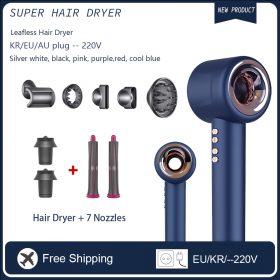 SUPER HAIR DRYER
NEW PRODUCT
Leafless Hair Dryer
KR/EU/AU plug -- 220V
Silver white, black, pink, purple,red, cool blue
+
Hair Dryer + 7 Nozzles
Free Shipping
EU/KR/--220V